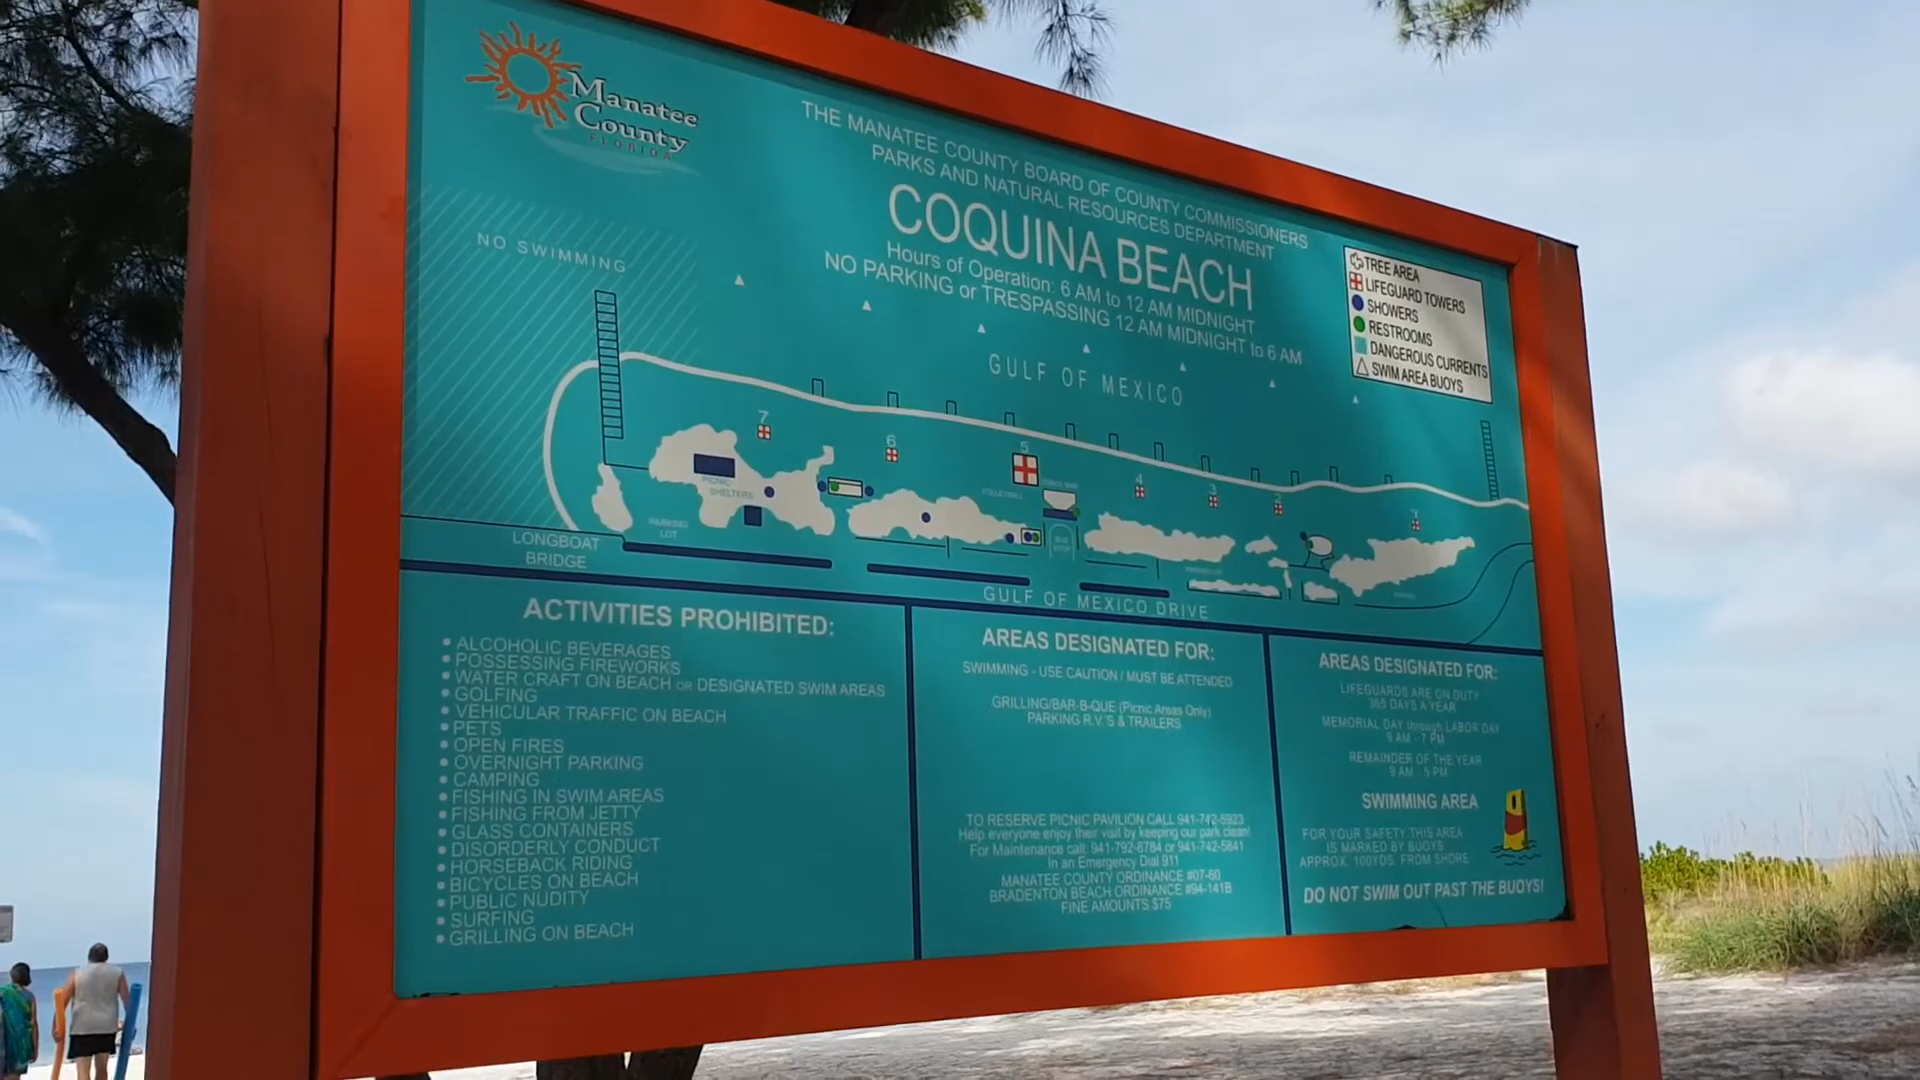 Manatee
County
FLORIDA
THE MANATEE COUNTY BOARD OF COUNTY COMMISSIONERS
PARKS AND NATURAL RESOURCES DEPARTMENT
COQUINA BEACH
Hours of Operation: 6 AM to 12 AM MIDNIGHT
NO PARKING or TRESPASSING 12 AM MIDNIGHT to 6 AM
TREE AREA
LIFEGUARD TOWERS
SHOWERS
RESTROOMS
DANGEROUS CURRENTS
SWIM AREA BUOYS
NO SWIMMING
GULF OF MEXICO
7
6
5
4
3
2
1
PICNIC
SHELTERS
VOLLEYBALL
PARKING
LOT
BUS
STOP
LONGBOAT
BRIDGE
GULF OF MEXICO DRIVE
ACTIVITIES PROHIBITED:
• ALCOHOLIC BEVERAGES
• POSSESSING FIREWORKS
• WATER CRAFT ON BEACH OR DESIGNATED SWIM AREAS
• GOLFING
• VEHICULAR TRAFFIC ON BEACH
• PETS
• OPEN FIRES
• OVERNIGHT PARKING
• CAMPING
• FISHING IN SWIM AREAS
• FISHING FROM JETTY
• GLASS CONTAINERS
• DISORDERLY CONDUCT
• HORSEBACK RIDING
• BICYCLES ON BEACH
• PUBLIC NUDITY
• SURFING
• GRILLING ON BEACH
AREAS DESIGNATED FOR:
SWIMMING - USE CAUTION / MUST BE ATTENDED
GRILLING/BAR-B-QUE (Picnic Areas Only)
PARKING R.V.'S & TRAILERS
TO RESERVE PICNIC PAVILION CALL 941-742-5923
Help everyone enjoy their visit by keeping our park clean!
For Maintenance call: 941-792-8784 or 941-742-5841
In an Emergency Dial 911
MANATEE COUNTY ORDINANCE #07-60
BRADENTON BEACH ORDINANCE #94-141B
FINE AMOUNTS $75
AREAS DESIGNATED FOR:
LIFEGUARDS ARE ON DUTY
365 DAYS A YEAR
MEMORIAL DAY through LABOR DAY
9 AM - 7 PM
REMAINDER OF THE YEAR
9 AM - 5 PM
SWIMMING AREA
FOR YOUR SAFETY THIS AREA
IS MARKED BY BUOYS
APPROX. 100YDS. FROM SHORE
DO NOT SWIM OUT PAST THE BUOYS!